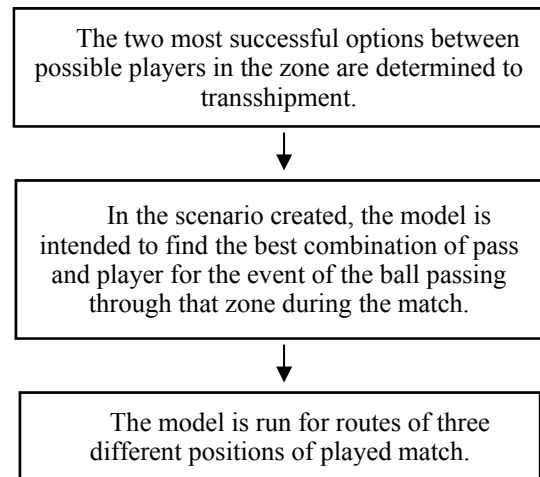 The two most successful options between
possible players in the zone are determined to
transshipment.
In the scenario created, the model is
intended to find the best combination of pass
and player for the event of the ball passing
through that zone during the match.
The model is run for routes of three
different positions of played match.